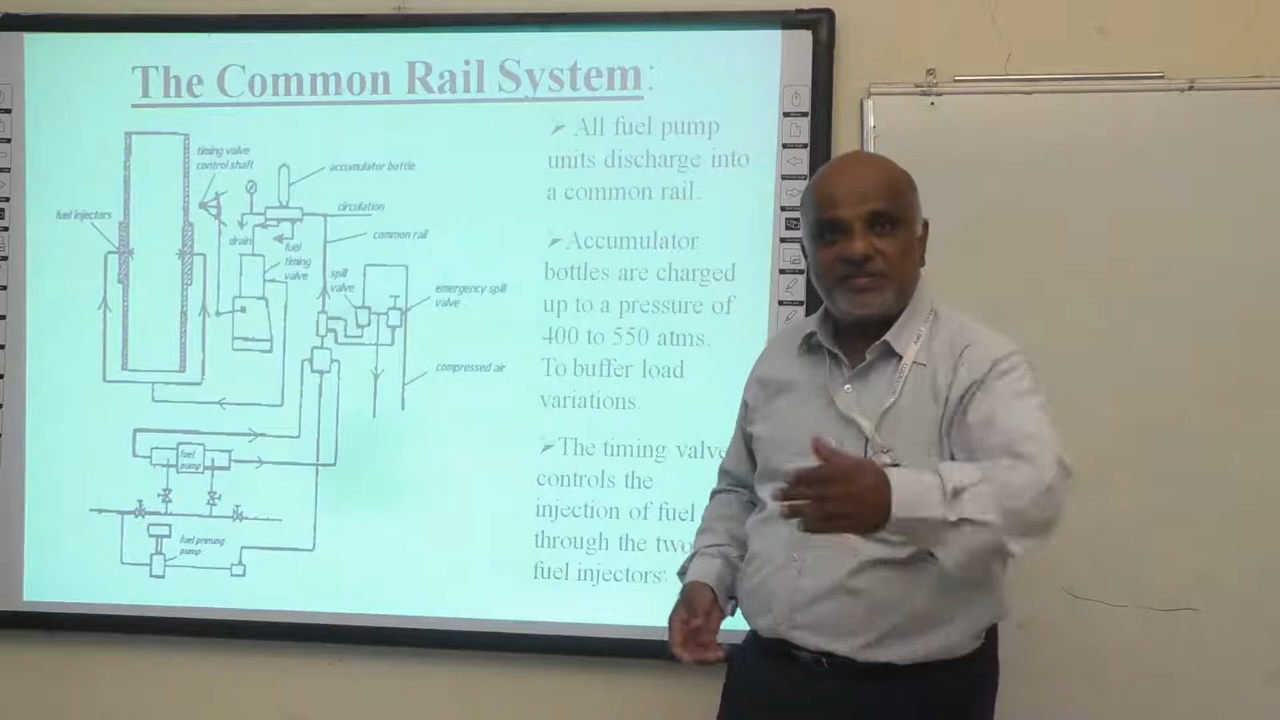 The Common Rail System:
timing valve
control shaft
accumulator bottle
fuel injectors
circulation
common rail
drain
fuel
timing
valve
spill
valve
emergency spill
valve
compressed air
fuel
pump
fuel priming
pump
All fuel pump
units discharge into
a common rail.
Accumulator
bottles are charged
up to a pressure of
400 to 550 atms.
To buffer load
variations.
The timing valve
controls the
injection of fuel
through the two
fuel injectors: